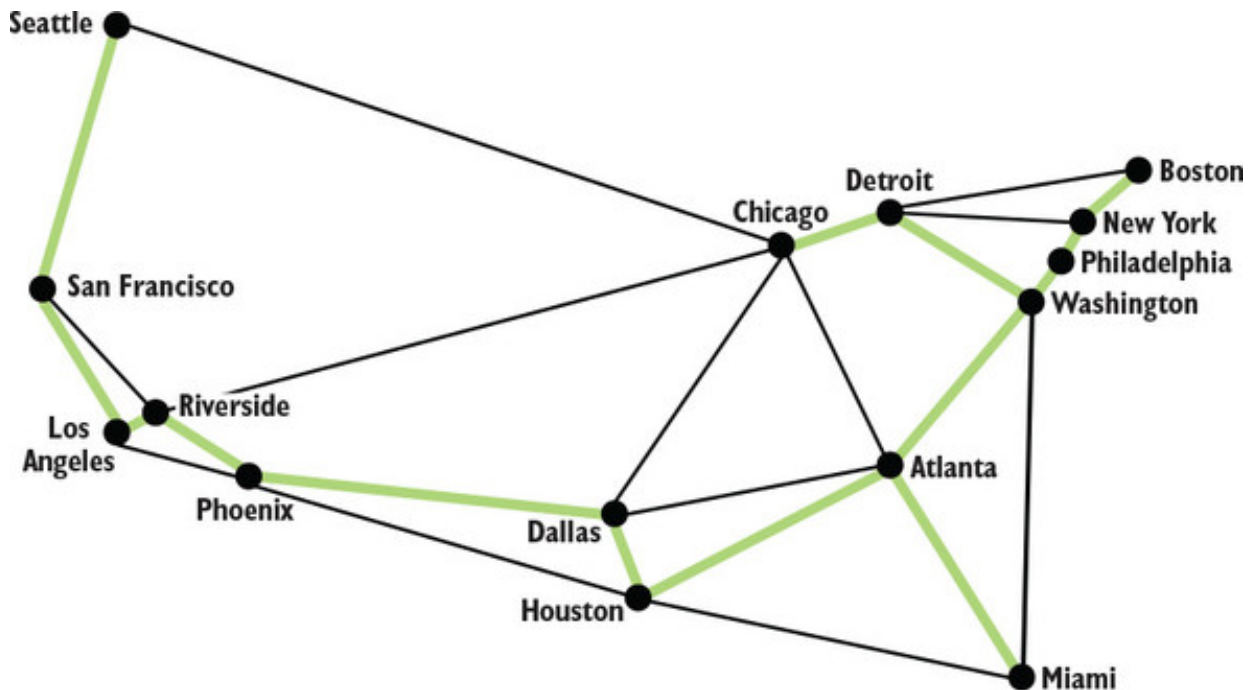 Seattle
Boston
Detroit
Chicago
New York
Philadelphia
San Francisco
Washington
Riverside
Los
Angeles
Atlanta
Phoenix
Dallas
Houston
Miami